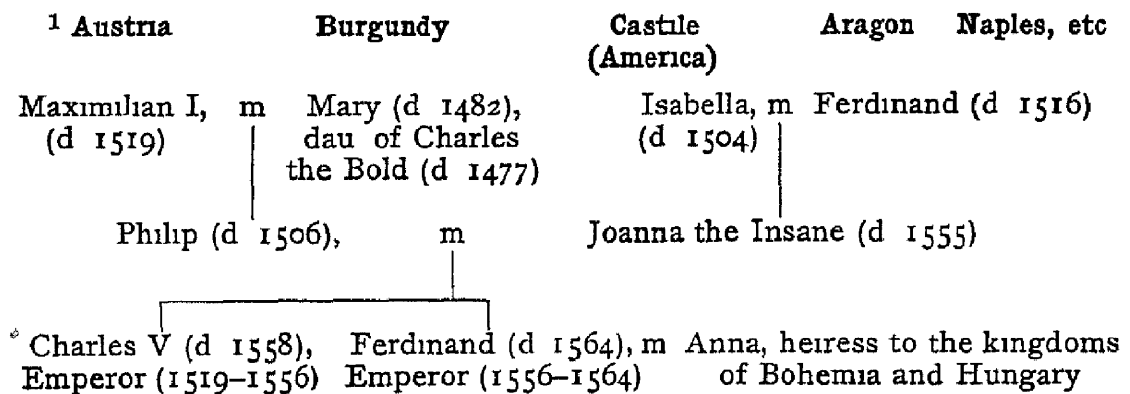 1 Austria Burgundy Castile Aragon Naples, etc
(America)
Maximilian I, m Mary (d 1482), Isabella, m Ferdinand (d 1516)
(d 1519) dau of Charles (d 1504)
the Bold (d 1477)
Philip (d 1506), m Joanna the Insane (d 1555)
Charles V (d 1558), Ferdinand (d 1564), m Anna, heiress to the kingdoms
Emperor (1519–1556) Emperor (1556–1564) of Bohemia and Hungary